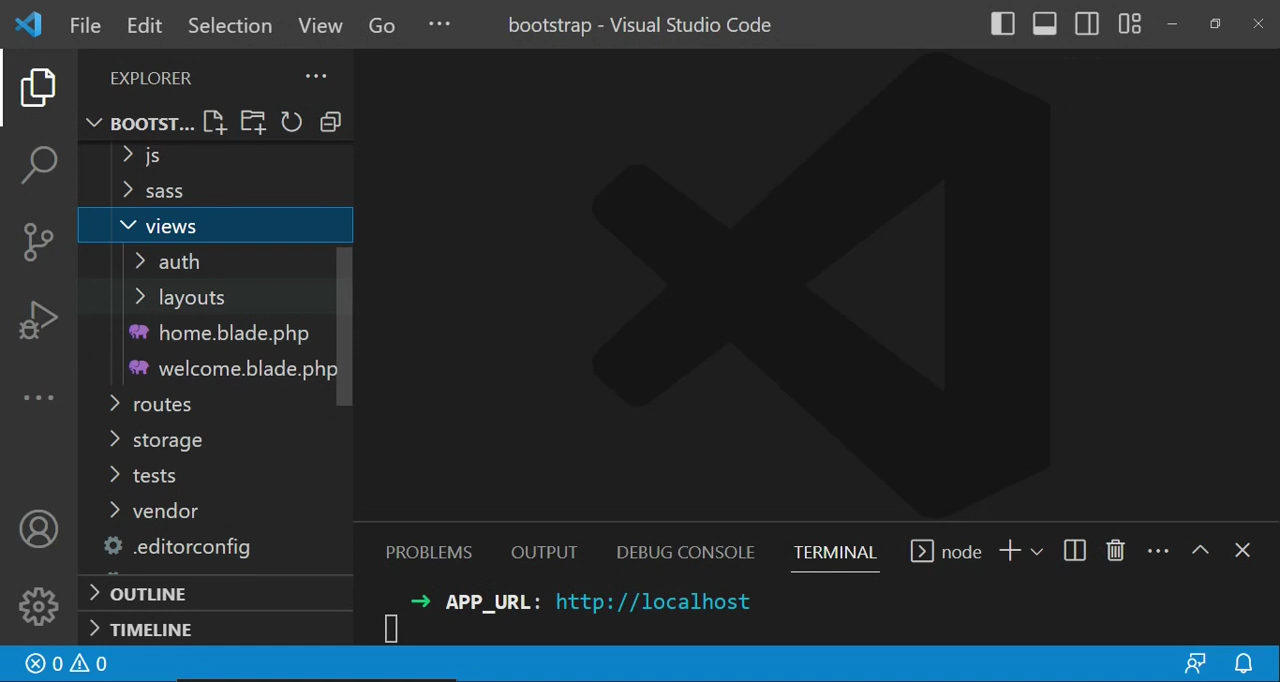 File Edit Selection View Go ··· bootstrap - Visual Studio Code
EXPLORER ···
BOOTST...
js
sass
views
auth
layouts
home.blade.php
welcome.blade.php
routes
storage
tests
vendor
.editorconfig
OUTLINE
TIMELINE
PROBLEMS OUTPUT DEBUG CONSOLE TERMINAL node
→ APP_URL: http://localhost
0 0